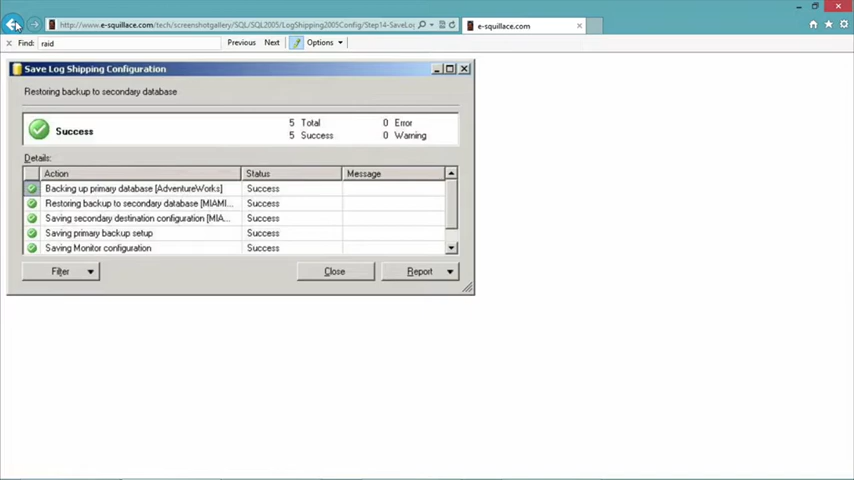 http://www.e-squillace.com/tech/screenshotgallery/SQL/SQL2005/LogShipping2005Config/Step14-SaveLo
e-squillace.com
Find: raid Previous Next Options
Save Log Shipping Configuration
Restoring backup to secondary database
Success
5 Total 0 Error
5 Success 0 Warning
Details:
Action Status Message
Backing up primary database [AdventureWorks] Success
Restoring backup to secondary database [MIAMI... Success
Saving secondary destination configuration [MIA... Success
Saving primary backup setup Success
Saving Monitor configuration Success
Filter Close Report